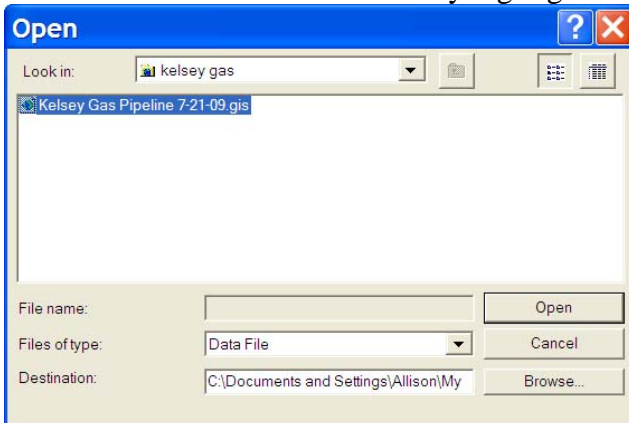 Open
Look in: kelsey gas
Kelsey Gas Pipeline 7-21-09.gis
File name: Open
Files of type: Data File Cancel
Destination: C:\Documents and Settings\Allison\My Browse...